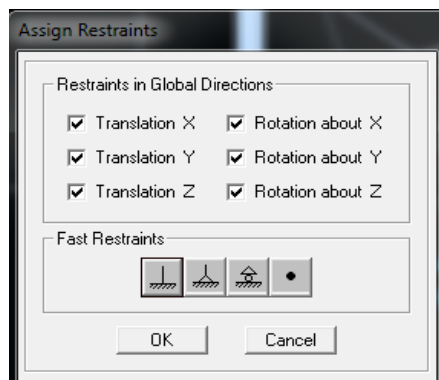 Assign Restraints
Restraints in Global Directions
Translation X Rotation about X
Translation Y Rotation about Y
Translation Z Rotation about Z
Fast Restraints
OK Cancel